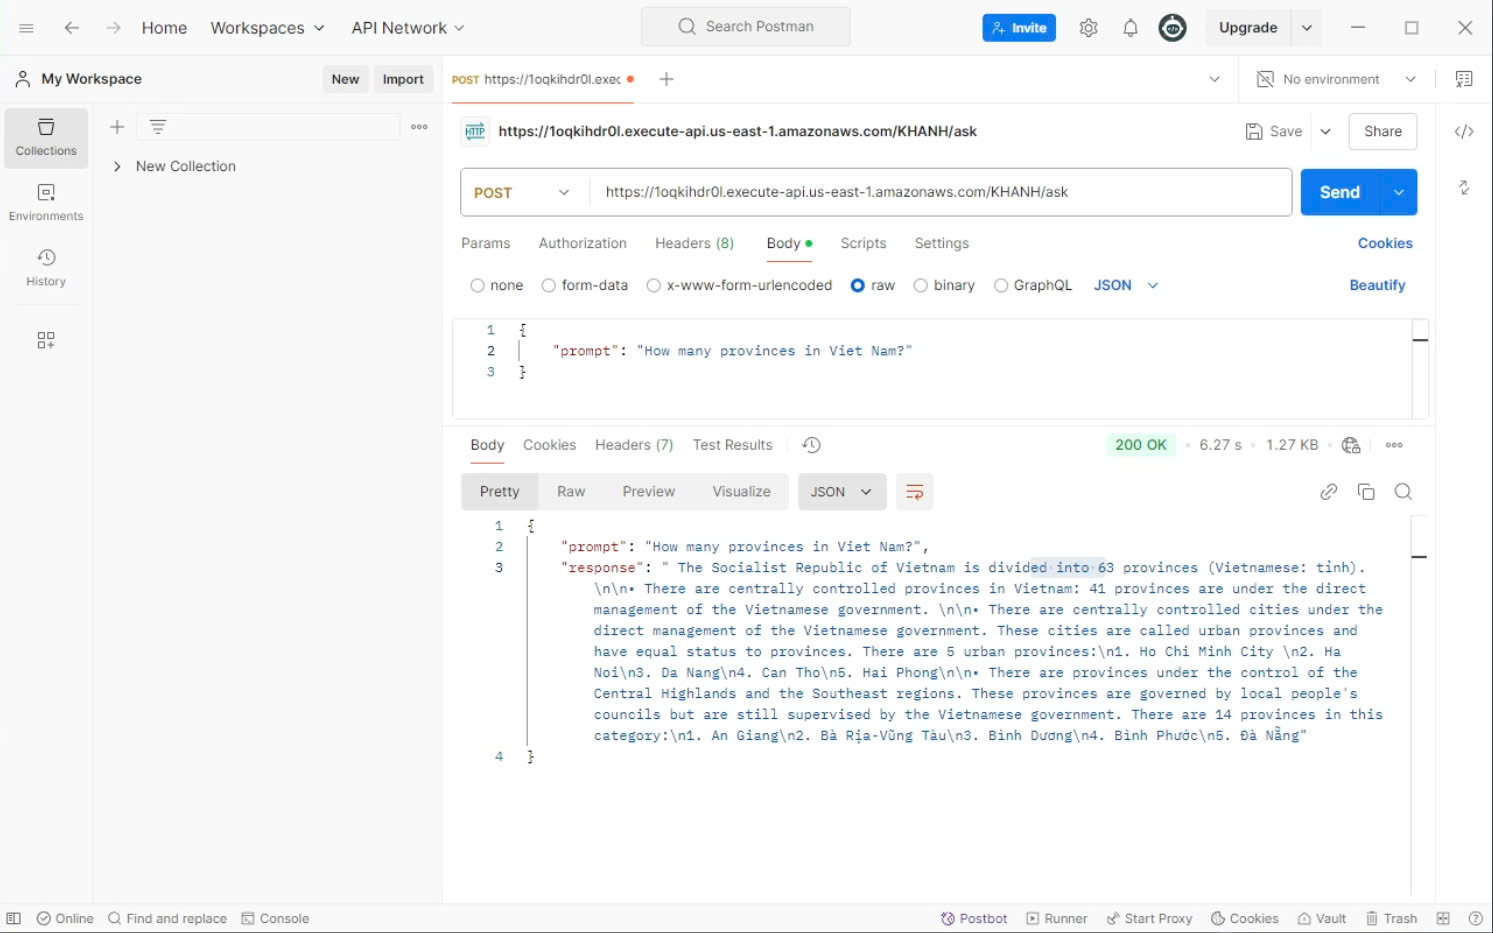 Home Workspaces API Network Search Postman Invite Upgrade
My Workspace New Import POST https://1oqkihdr0l.exec No environment
HTTP https://1oqkihdr0l.execute-api.us-east-1.amazonaws.com/KHANH/ask Save Share
Collections
New Collection
POST https://1oqkihdr0l.execute-api.us-east-1.amazonaws.com/KHANH/ask Send
Environments
Params Authorization Headers (8) Body Scripts Settings Cookies
History
none form-data x-www-form-urlencoded raw binary GraphQL JSON Beautify
1 {
2 "prompt": "How many provinces in Viet Nam?"
3 }
Body Cookies Headers (7) Test Results 200 OK 6.27 s 1.27 KB
Pretty Raw Preview Visualize JSON
1 {
2 "prompt": "How many provinces in Viet Nam?",
3 "response": " The Socialist Republic of Vietnam is divided into 63 provinces (Vietnamese: tỉnh).
\n\n• There are centrally controlled provinces in Vietnam: 41 provinces are under the direct
management of the Vietnamese government. \n\n• There are centrally controlled cities under the
direct management of the Vietnamese government. These cities are called urban provinces and
have equal status to provinces. There are 5 urban provinces:\n1. Ho Chi Minh City \n2. Ha
Noi\n3. Da Nang\n4. Can Tho\n5. Hai Phong\n\n• There are provinces under the control of the
Central Highlands and the Southeast regions. These provinces are governed by local people's
councils but are still supervised by the Vietnamese government. There are 14 provinces in this
category:\n1. An Giang\n2. Bà Rịa-Vũng Tàu\n3. Bình Dương\n4. Bình Phước\n5. Đà Nẵng"
4 }
Online Find and replace Console Postbot Runner Start Proxy Cookies Vault Trash